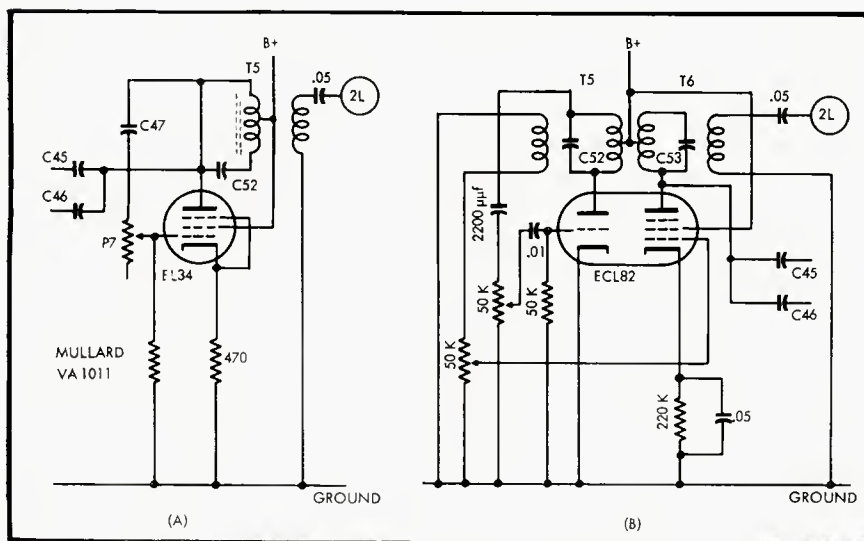 B+
T5
.05
2L
C47
C45
C52
C46
P7
EL34
MULLARD
VA 1011
470
GROUND
(A)
B+
T5
T6
.05
2L
C52
C53
2200 μμf
.01
ECL82
50 K
50 K
50 K
C45
C46
220 K
.05
GROUND
(B)